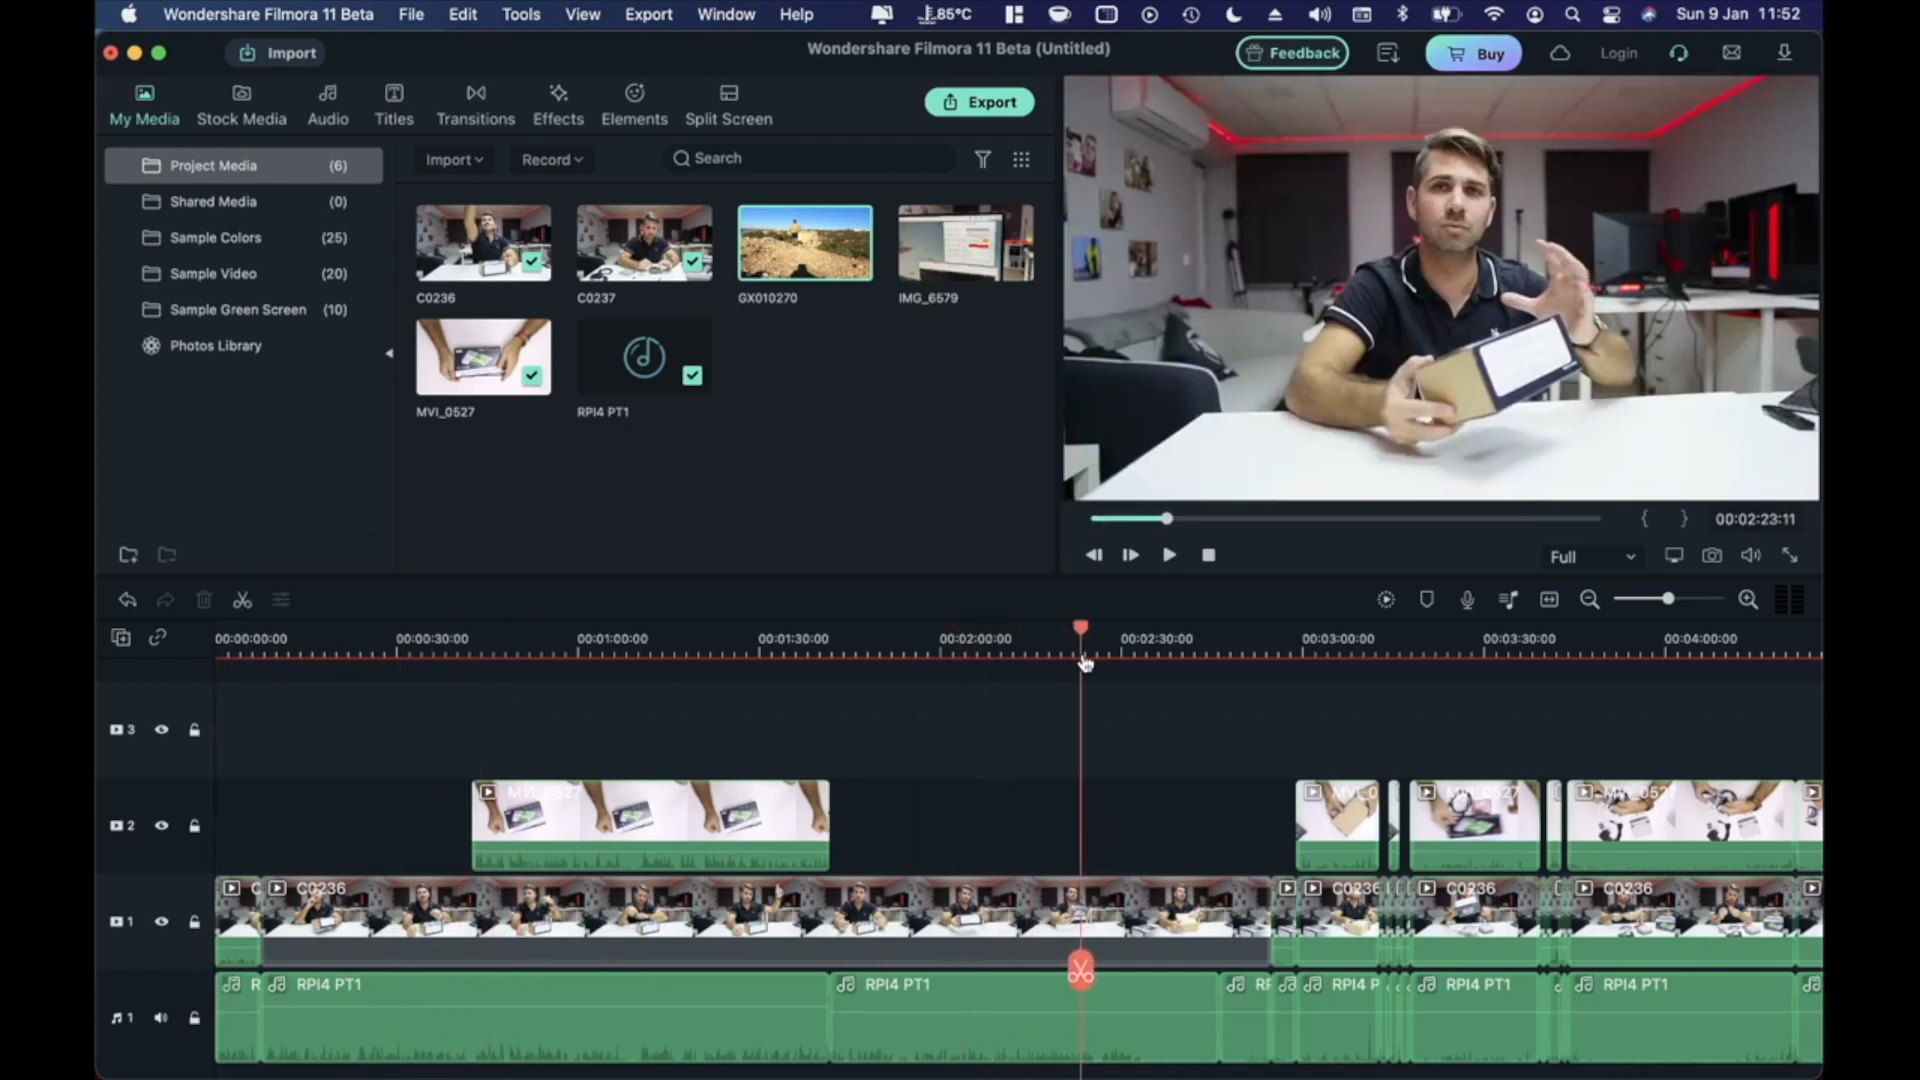 Wondershare Filmora 11 Beta File Edit Tools View Export Window Help 85°C Sun 9 Jan 11:52
Import Wondershare Filmora 11 Beta (Untitled) Feedback Buy Login
My Media Stock Media Audio Titles Transitions Effects Elements Split Screen Export
Project Media (6) Import Record Search
Shared Media (0)
Sample Colors (25)
Sample Video (20)
Sample Green Screen (10)
Photos Library
C0236 C0237 GX010270 IMG_6579
MVI_0527 RPI4 PT1
{ } 00:02:23:11
Full
00:00:00:00 00:00:30:00 00:01:00:00 00:01:30:00 00:02:00:00 00:02:30:00 00:03:00:00 00:03:30:00 00:04:00:00
3
2 MVI_0527 MVI_0 MVI_0527 MVI_0527
1 C C0236 C0236 C0236 C0236
R RPI4 PT1 RPI4 PT1 RPI4 P RPI4 PT1 RPI4 PT1
1